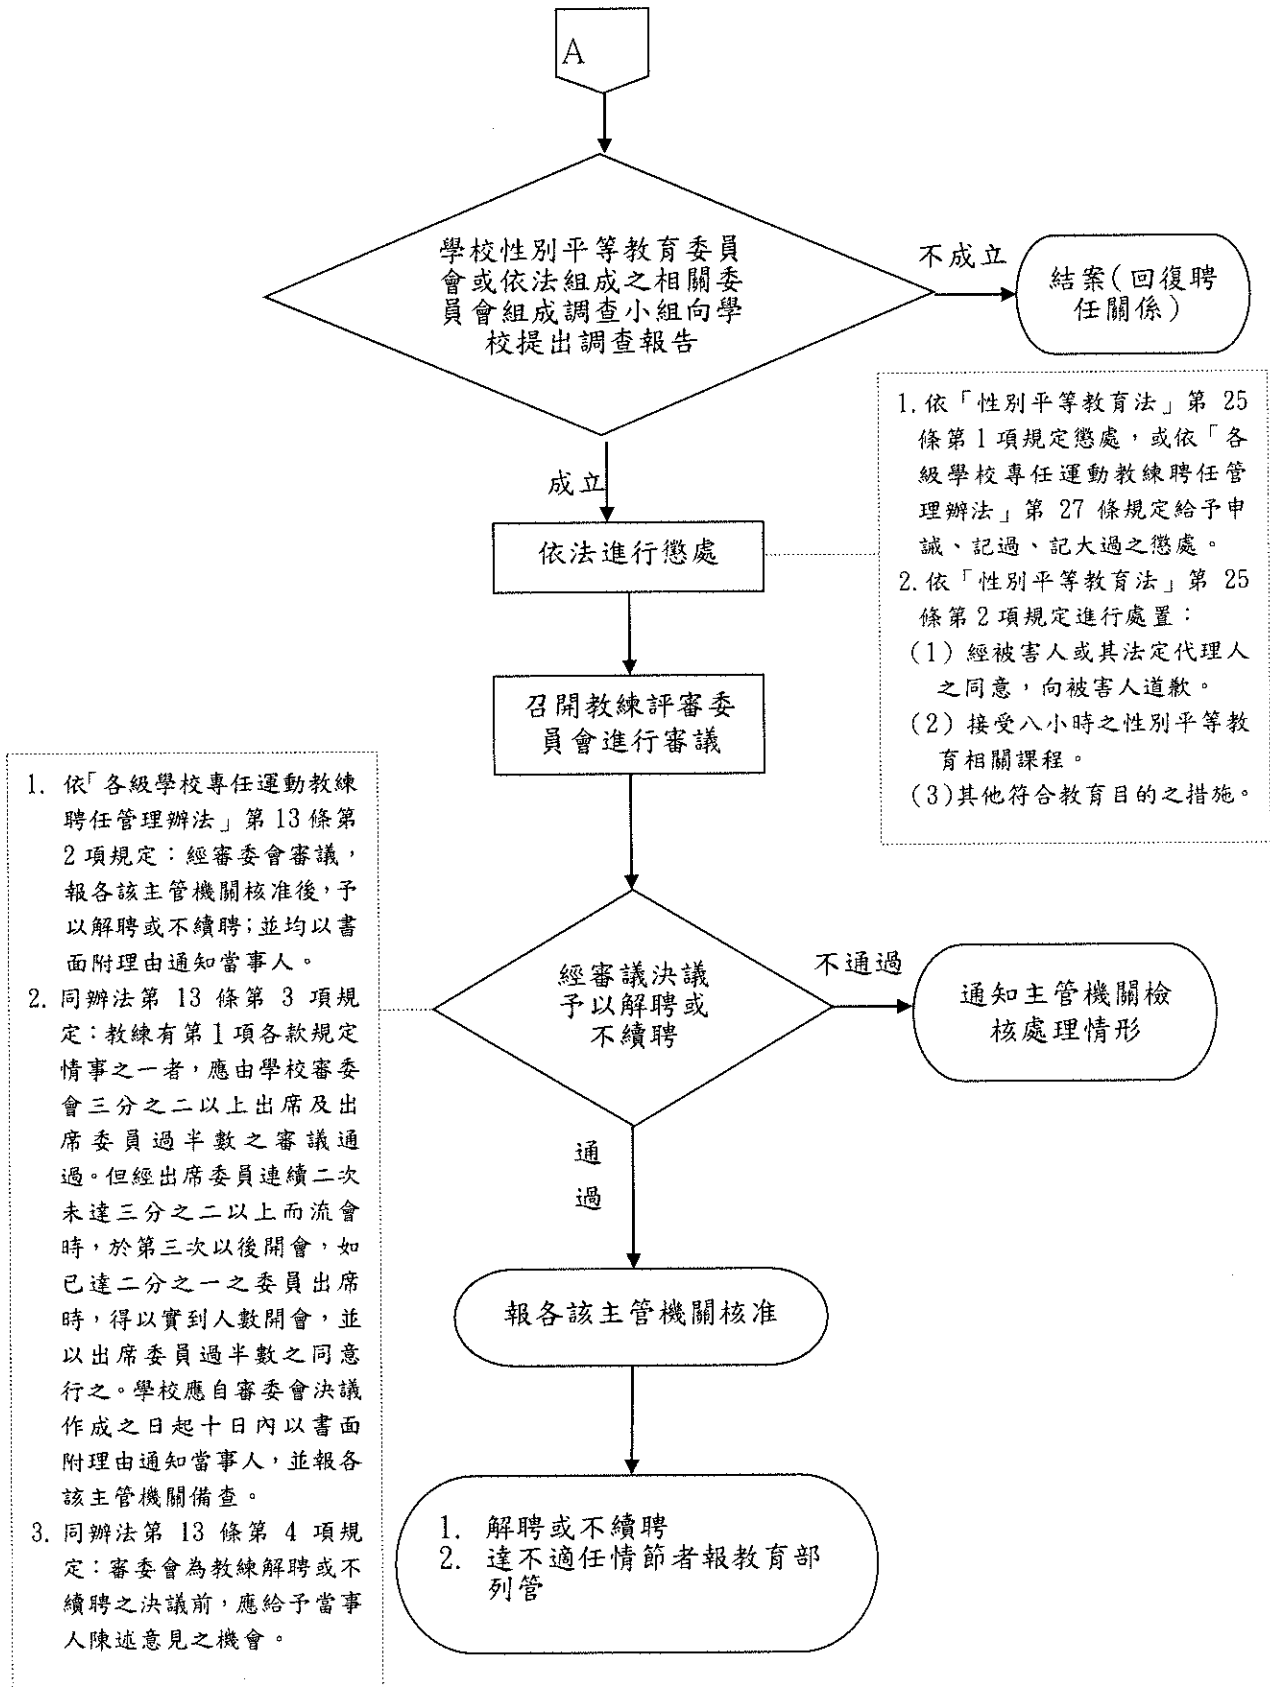 A
學校性別平等教育委員
會或依法組成之相關委
員會組成調查小組向學
校提出調查報告
不成立
結案(回復聘
任關係)
成立
依法進行懲處
1. 依「性別平等教育法」第 25
條第1項規定懲處，或依「各
級學校專任運動教練聘任管
理辦法」第 27 條規定給予申
誡、記過、記大過之懲處。
2. 依「性別平等教育法」第 25
條第2項規定進行處置：
(1) 經被害人或其法定代理人
之同意，向被害人道歉。
(2) 接受八小時之性別平等教
育相關課程。
(3)其他符合教育目的之措施。
召開教練評審委
員會進行審議
1. 依「各級學校專任運動教練
聘任管理辦法」第13條第
2項規定：經審委會審議，
報各該主管機關核准後，予
以解聘或不續聘；並均以書
面附理由通知當事人。
2. 同辦法第 13 條第 3 項規
定：教練有第1項各款規定
情事之一者，應由學校審委
會三分之二以上出席及出
席委員過半數之審議通
過。但經出席委員連續二次
未達三分之二以上而流會
時，於第三次以後開會，如
已達二分之一之委員出席
時，得以實到人數開會，並
以出席委員過半數之同意
行之。學校應自審委會決議
作成之日起十日內以書面
附理由通知當事人，並報各
該主管機關備查。
3. 同辦法第 13 條第 4 項規
定：審委會為教練解聘或不
續聘之決議前，應給予當事
人陳述意見之機會。
經審議決議
予以解聘或
不續聘
不通過
通知主管機關檢
核處理情形
通
過
報各該主管機關核准
1. 解聘或不續聘
2. 達不適任情節者報教育部
列管